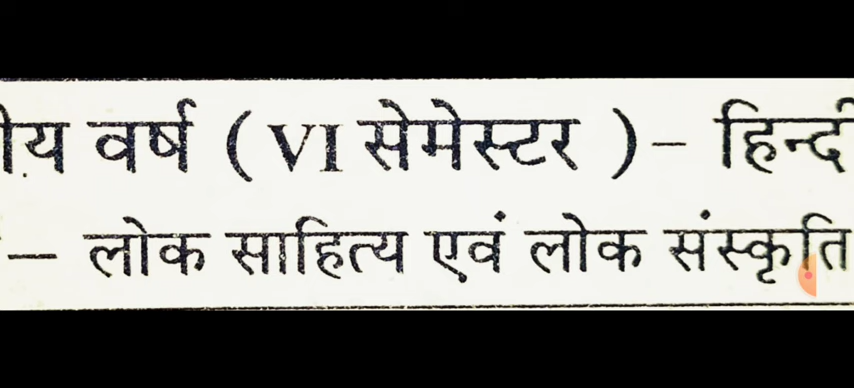 ीय वर्ष ( VI सेमेस्टर ) – हिन्द
– लोक साहित्य एवं लोक संस्कृति